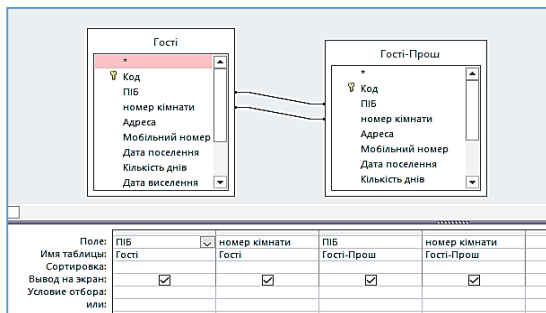 Гості
*
Код
ПІБ
номер кімнати
Адреса
Мобільний номер
Дата поселення
Кількість днів
Дата виселення
Гості-Прош
*
Код
ПІБ
номер кімнати
Адреса
Мобільний номер
Дата поселення
Кількість днів
Поле: ПІБ номер кімнати ПІБ номер кімнати
Имя таблицы: Гості Гості Гості-Прош Гості-Прош
Сортировка:
Вывод на экран:
Условие отбора:
или: